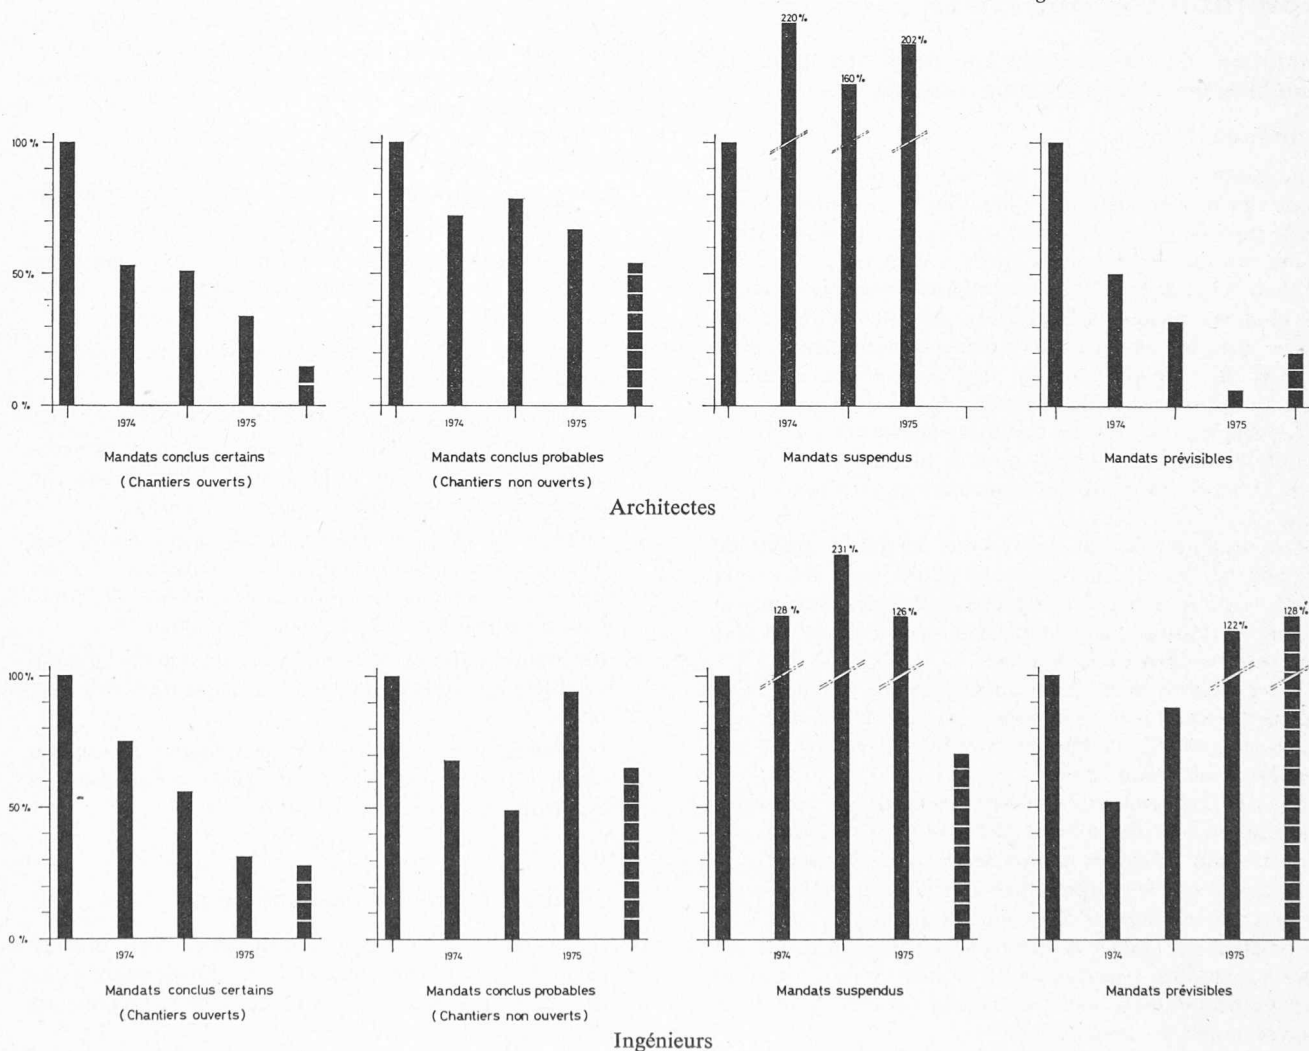 220%
202%
160%
100%
50%
0%
1974
1975
1974
1975
1974
1975
1974
1975
Mandats conclus certains
(Chantiers ouverts)
Mandats conclus probables
(Chantiers non ouverts)
Mandats suspendus
Mandats prévisibles
Architectes
231%
128%
126%
122%
128%
100%
50%
0%
1974
1975
1974
1975
1974
1975
1974
1975
Mandats conclus certains
(Chantiers ouverts)
Mandats conclus probables
(Chantiers non ouverts)
Mandats suspendus
Mandats prévisibles
Ingénieurs